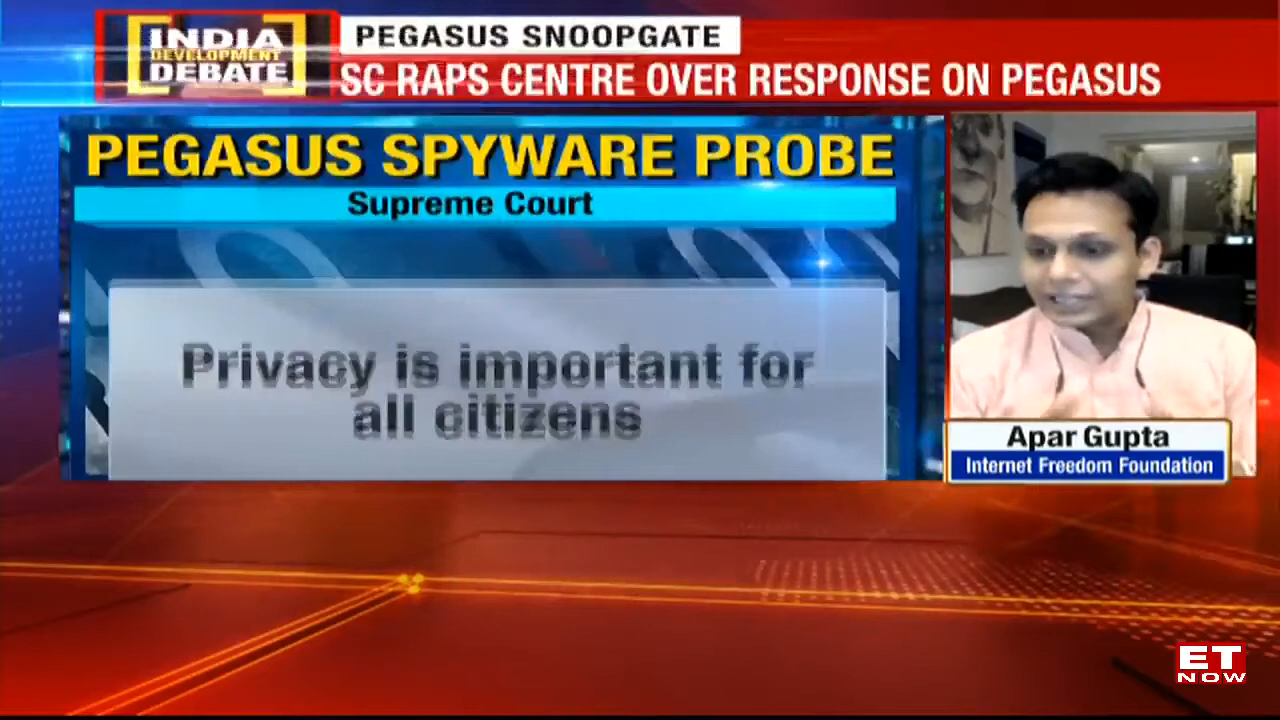 INDIA
DEVELOPMENT
DEBATE
PEGASUS SNOOPGATE
SC RAPS CENTRE OVER RESPONSE ON PEGASUS
PEGASUS SPYWARE PROBE
Supreme Court
Privacy is important for
all citizens
Apar Gupta
Internet Freedom Foundation
ET
NOW